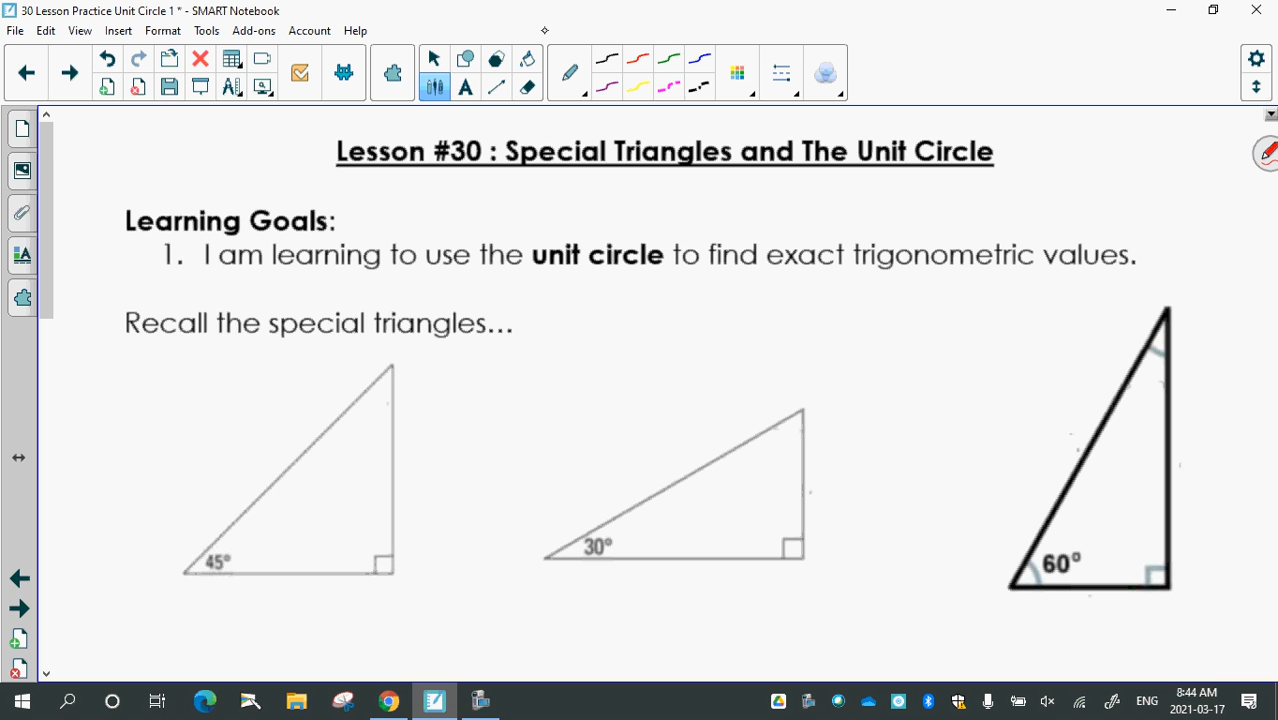 30 Lesson Practice Unit Circle 1 * - SMART Notebook
File Edit View Insert Format Tools Add-ons Account Help
Lesson #30 : Special Triangles and The Unit Circle
Learning Goals:
1. I am learning to use the unit circle to find exact trigonometric values.
Recall the special triangles...
45°
30°
60°
ENG
8:44 AM
2021-03-17